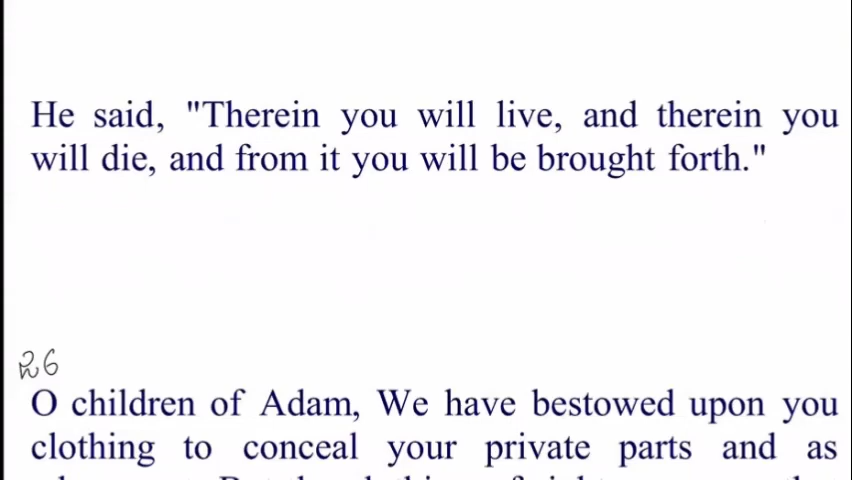 He said, "Therein you will live, and therein you
will die, and from it you will be brought forth."
26
O children of Adam, We have bestowed upon you
clothing to conceal your private parts and as